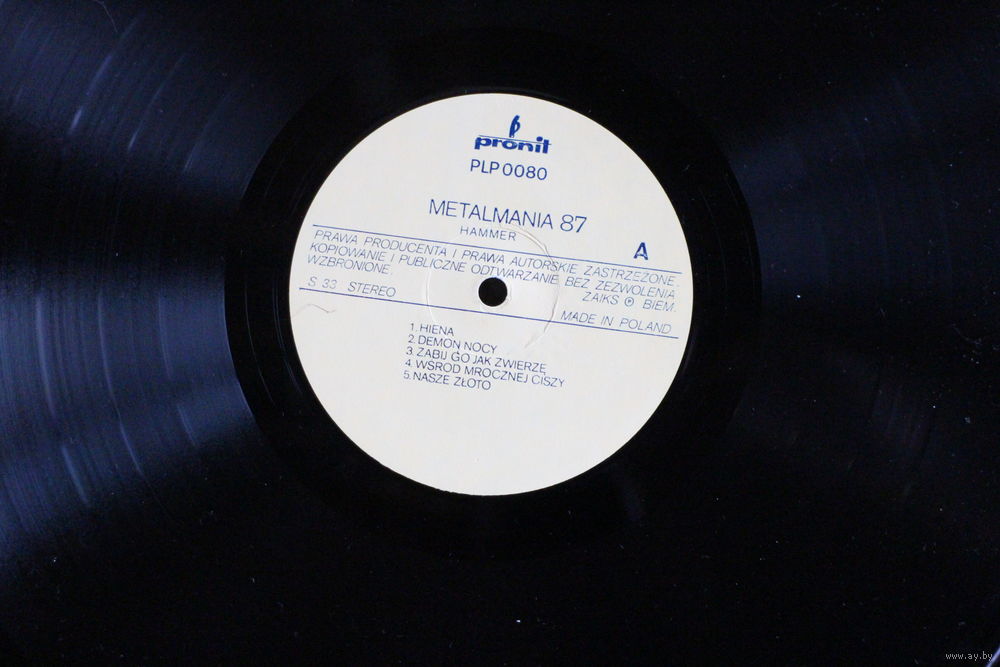 pronit
PLP 0080
METALMANIA 87
HAMMER
A
PRAWA PRODUCENTA I PRAWA AUTORSKIE ZASTRZEŻONE.
KOPIOWANIE I PUBLICZNE ODTWARZANIE BEZ ZEZWOLENIA
WZBRONIONE.
ZAIKS ℗ BIEM.
S 33 STEREO
MADE IN POLAND
1. HIENA
2. DEMON NOCY
3. ZABIJ GO JAK ZWIERZĘ
4. WŚRÓD MROCZNEJ CISZY
5. NASZE ZŁOTO
www.ay.by